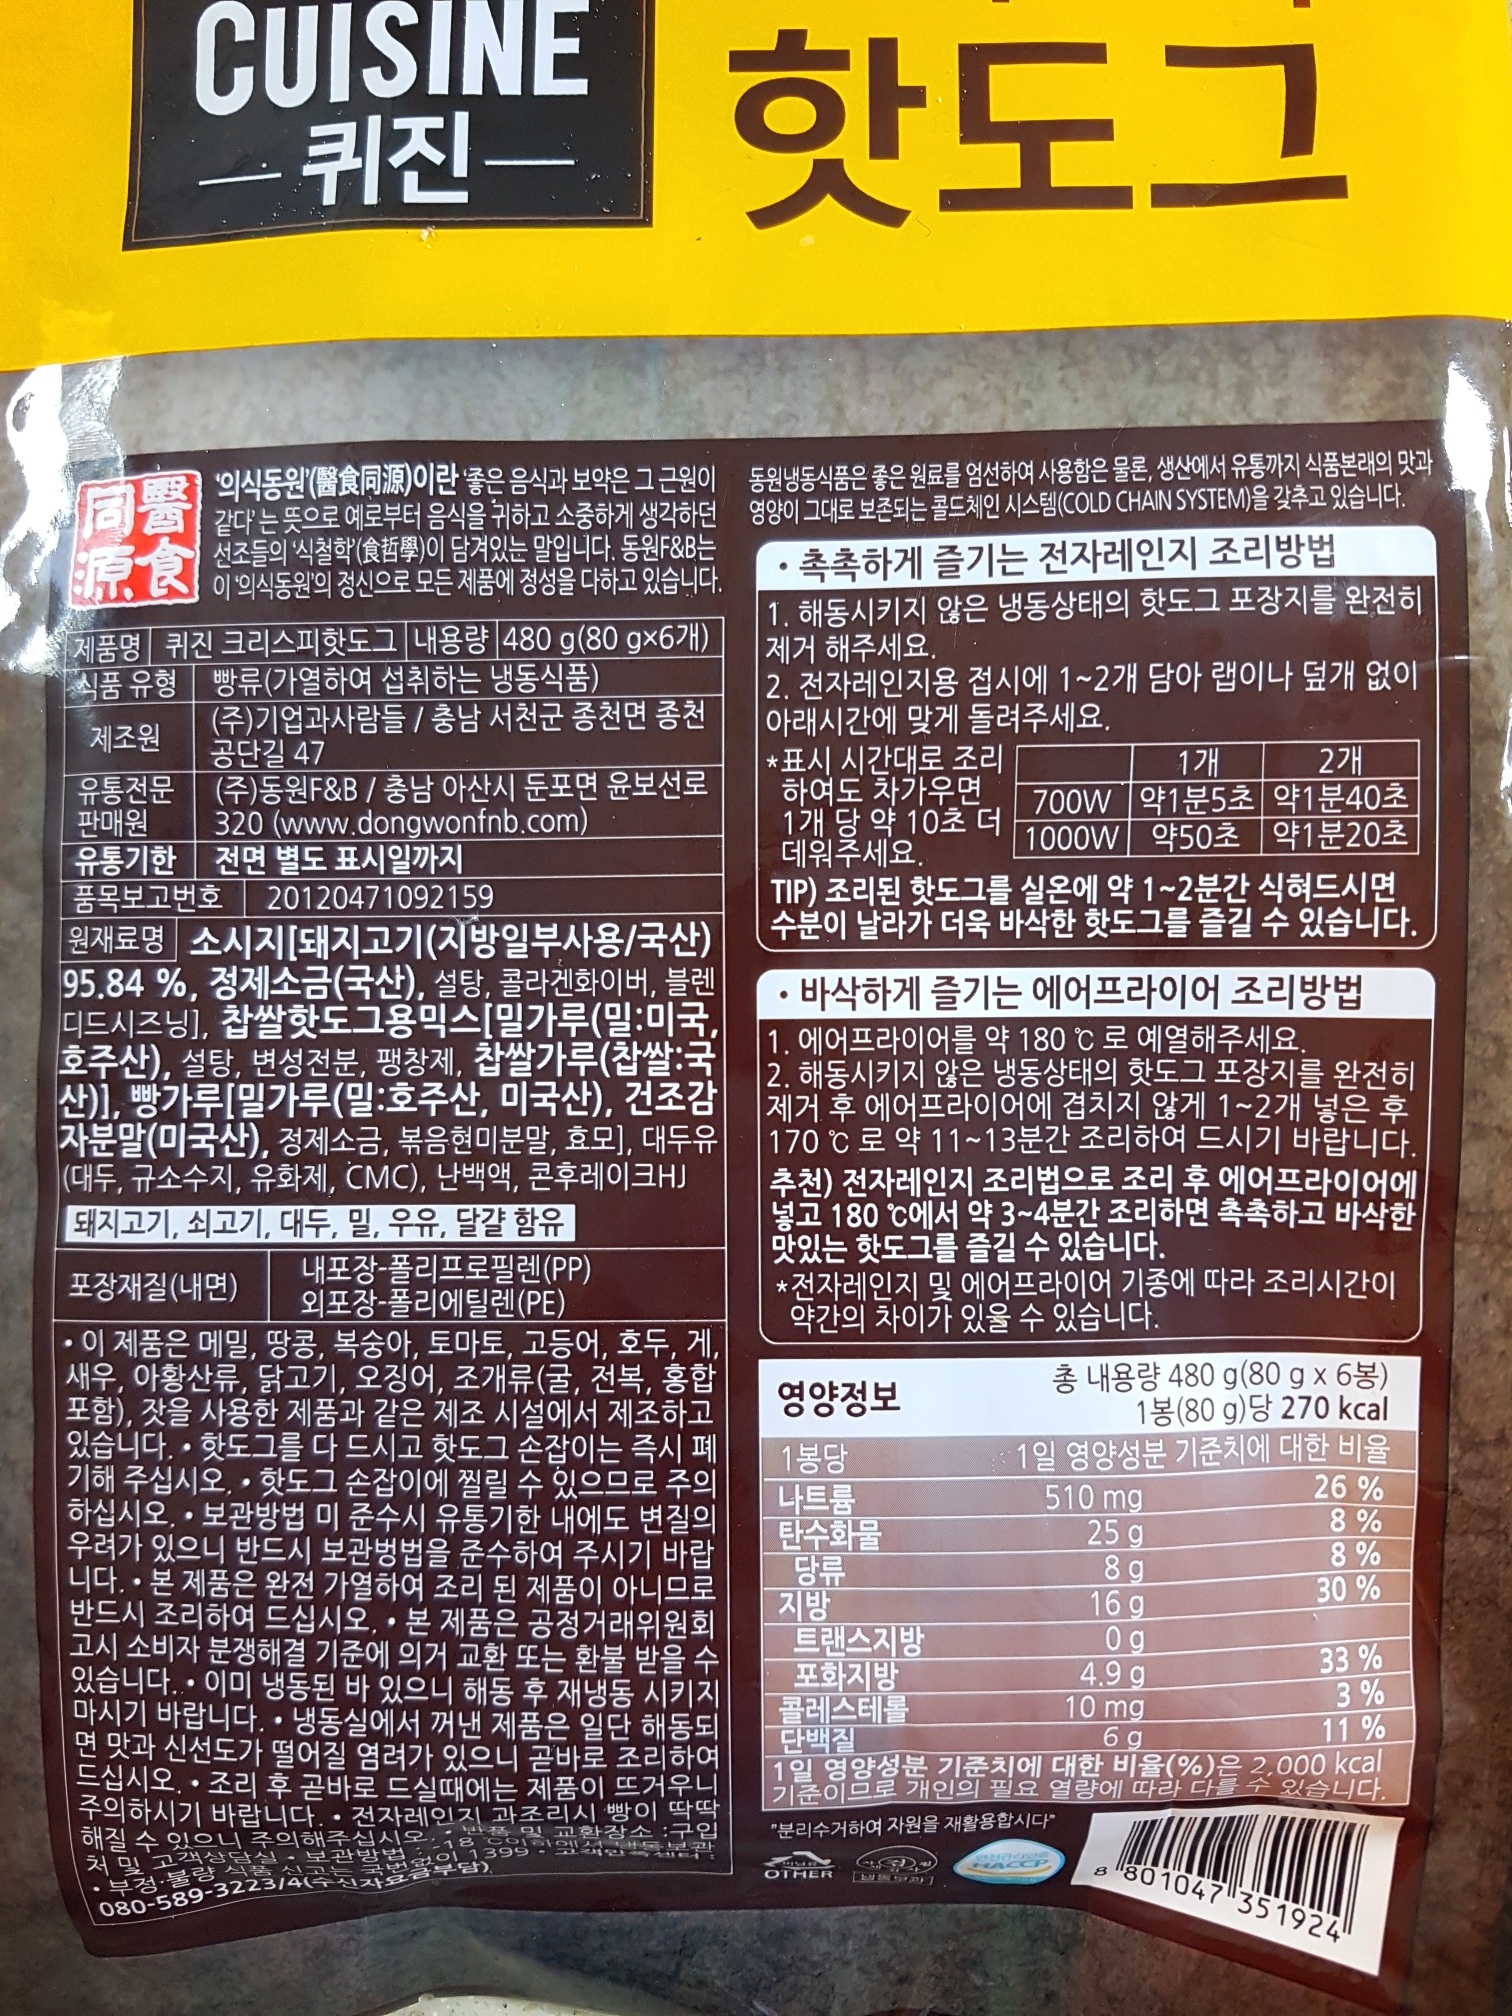 CUISINE
퀴진
핫도그
同醫
源食
'의식동원'(醫食同源)이란 '좋은 음식과 보약은 그 근원이
같다'는 뜻으로 예로부터 음식을 귀하고 소중하게 생각하던
선조들의 '식철학'(食哲學)이 담겨있는 말입니다. 동원F&B는
이 '의식동원'의 정신으로 모든 제품에 정성을 다하고 있습니다.
제품명 퀴진 크리스피핫도그 내용량 480 g(80 g×6개)
식품 유형 빵류(가열하여 섭취하는 냉동식품)
제조원 (주)기업과사람들 / 충남 서천군 종천면 종천
공단길 47
유통전문 (주)동원F&B / 충남 아산시 둔포면 윤보선로
판매원 320 (www.dongwonfnb.com)
유통기한 전면 별도 표시일까지
품목보고번호 20120471092159
원재료명 소시지[돼지고기(지방일부사용/국산)
95.84 %, 정제소금(국산), 설탕, 콜라겐화이버, 블렌
디드시즈닝], 찹쌀핫도그용믹스[밀가루(밀:미국,
호주산), 설탕, 변성전분, 팽창제, 찹쌀가루(찹쌀:국
산)], 빵가루[밀가루(밀:호주산, 미국산), 건조감
자분말(미국산), 정제소금, 볶음현미분말, 효모], 대두유
(대두, 규소수지, 유화제, CMC), 난백액, 콘후레이크HJ
돼지고기, 쇠고기, 대두, 밀, 우유, 달걀 함유
포장재질(내면) 내포장-폴리프로필렌(PP)
외포장-폴리에틸렌(PE)
• 이 제품은 메밀, 땅콩, 복숭아, 토마토, 고등어, 호두, 게,
새우, 아황산류, 닭고기, 오징어, 조개류(굴, 전복, 홍합
포함), 잣을 사용한 제품과 같은 제조 시설에서 제조하고
있습니다. • 핫도그를 다 드시고 핫도그 손잡이는 즉시 폐
기해 주십시오. • 핫도그 손잡이에 찔릴 수 있으므로 주의
하십시오. • 보관방법 미 준수시 유통기한 내에도 변질의
우려가 있으니 반드시 보관벙법을 준수하여 주시기 바랍
니다. • 본 제품은 완전 가열하여 조리 된 제품이 아니므로
반드시 조리하여 드십시오. • 본 제품은 공정거래위원회
고시 소비자 분쟁해결 기준에 의거 교환 또는 환불 받을 수
있습니다. • 이미 냉동된 바 있으니 해동 후 재냉동 시키지
마시기 바랍니다. • 냉동실에서 꺼낸 제품은 일단 해동되
면 맛과 신선도가 떨어질 염려가 있으니 곧바로 조리하여
드십시오. • 조리 후 곧바로 드실때에는 제품이 뜨거우니
주의하시기 바랍니다. • 전자레인지 과조리시 빵이 딱딱
해질 수 있으니 주의해주십시오. • 반품 및 교환장소 : 구입
처 및 고객상담실 • 보관방법 : -18 ℃이하에서 냉동보관
• 부정·불량 식품 신고는 국번없이 1399 • 고객만족센터 :
080-589-3223/4(수신자요금부담)
동원냉동식품은 좋은 원료를 엄선하여 사용함은 물론, 생산에서 유통까지 식품본래의 맛과
영양이 그대로 보존되는 콜드체인 시스템(COLD CHAIN SYSTEM)을 갖추고 있습니다.
• 촉촉하게 즐기는 전자레인지 조리방법
1. 해동시키지 않은 냉동상태의 핫도그 포장지를 완전히
제거 해주세요.
2. 전자레인지용 접시에 1~2개 담아 랩이나 덮개 없이
아래시간에 맞게 돌려주세요.
*표시 시간대로 조리
하여도 차가우면
1개 당 약 10초 더
데워주세요.
1개 2개
700W 약1분5초 약1분40초
1000W 약50초 약1분20초
TIP) 조리된 핫도그를 실온에 약 1~2분간 식혀드시면
수분이 날라가 더욱 바삭한 핫도그를 즐길 수 있습니다.
• 바삭하게 즐기는 에어프라이어 조리방법
1. 에어프라이어를 약 180 ℃ 로 예열해주세요.
2. 해동시키지 않은 냉동상태의 핫도그 포장지를 완전히
제거 후 에어프라이어에 겹치지 않게 1~2개 넣은 후
170 ℃ 로 약 11~13분간 조리하여 드시기 바랍니다.
추천) 전자레인지 조리법으로 조리 후 에어프라이어에
넣고 180 ℃에서 약 3~4분간 조리하면 촉촉하고 바삭한
맛있는 핫도그를 즐길 수 있습니다.
*전자레인지 및 에어프라이어 기종에 따라 조리시간이
약간의 차이가 있을 수 있습니다.
영양정보
총 내용량 480 g(80 g x 6봉)
1봉(80 g)당 270 kcal
1봉당 1일 영양성분 기준치에 대한 비율
나트륨 510 mg 26 %
탄수화물 25 g 8 %
당류 8 g 8 %
지방 16 g 30 %
트랜스지방 0 g
포화지방 4.9 g 33 %
콜레스테롤 10 mg 3 %
단백질 6 g 11 %
1일 영양성분 기준치에 대한 비율(%)은 2,000 kcal
기준이므로 개인의 필요 열량에 따라 다를 수 있습니다.
"분리수거하여 자원을 재활용합시다"
비닐류
OTHER
냉동보관
안전관리인증
HACCP
8 801047 351924